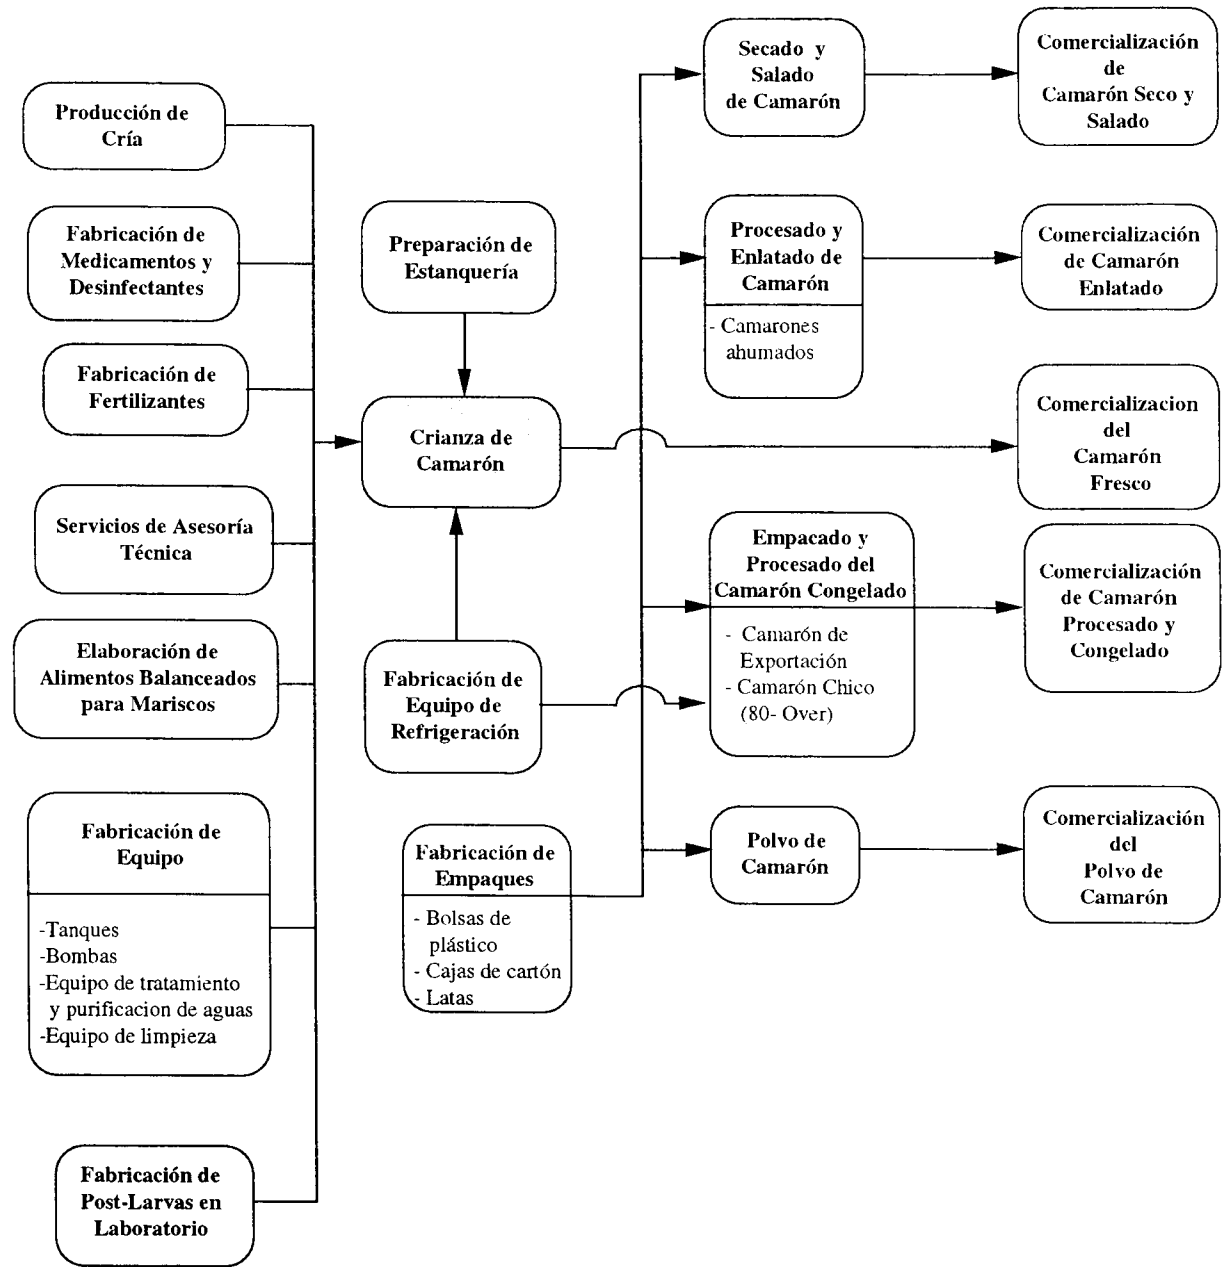 Producción de
Cría
Fabricación de
Medicamentos y
Desinfectantes
Fabricación de
Fertilizantes
Servicios de Asesoría
Técnica
Elaboración de
Alimentos Balanceados
para Mariscos
Fabricación de
Equipo
-Tanques
-Bombas
-Equipo de tratamiento
y purificacion de aguas
-Equipo de limpieza
Fabricación de
Post-Larvas en
Laboratorio
Preparación de
Estanquería
Crianza de
Camarón
Fabricación de
Equipo de
Refrigeración
Fabricación de
Empaques
- Bolsas de
plástico
- Cajas de cartón
- Latas
Secado y
Salado
de Camarón
Procesado y
Enlatado de
Camarón
- Camarones
ahumados
Empacado y
Procesado del
Camarón Congelado
- Camarón de
Exportación
- Camarón Chico
(80- Over)
Polvo de
Camarón
Comercialización
de
Camarón Seco y
Salado
Comercialización
de Camarón
Enlatado
Comercializacion
del
Camarón
Fresco
Comercialización
de Camarón
Procesado y
Congelado
Comercialización
del
Polvo de
Camarón